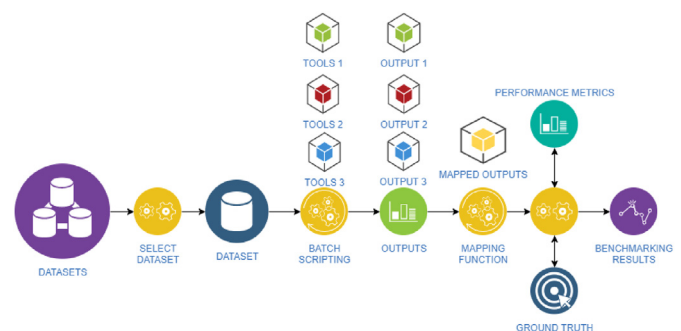 TOOLS 1
OUTPUT 1
PERFORMANCE METRICS
TOOLS 2
OUTPUT 2
MAPPED OUTPUTS
TOOLS 3
OUTPUT 3
DATASETS
SELECT
DATASET
DATASET
BATCH
SCRIPTING
OUTPUTS
MAPPING
FUNCTION
BENCHMARKING
RESULTS
GROUND TRUTH